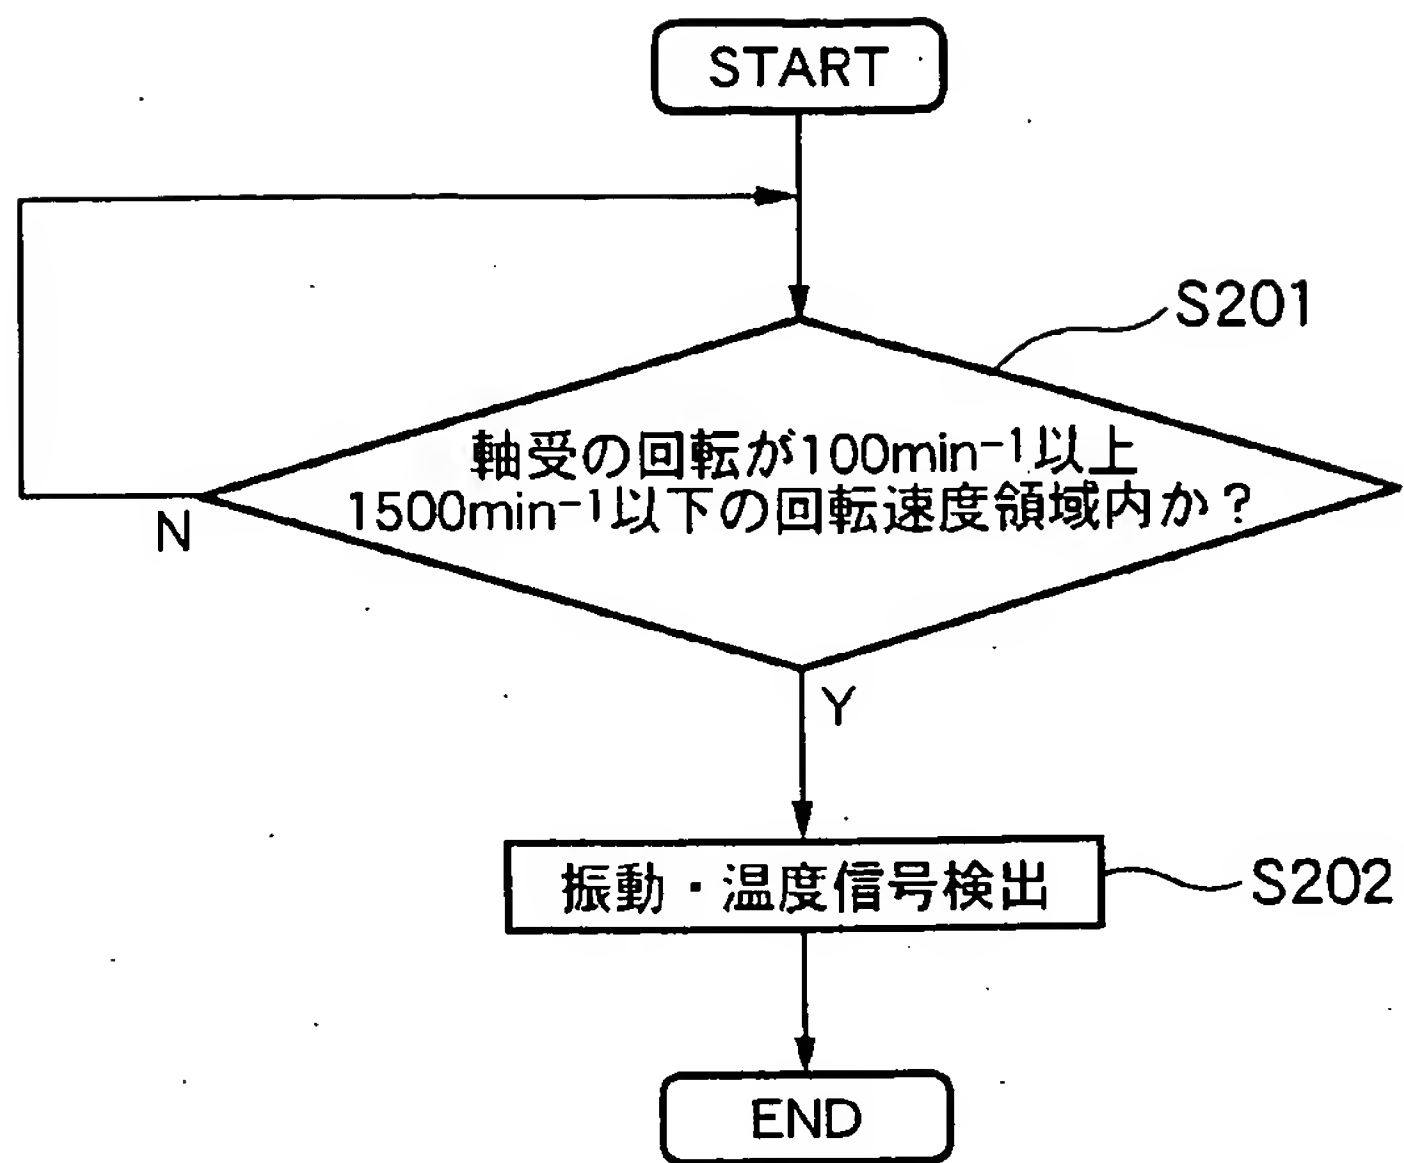 START
S201
軸受の回転が100min⁻¹以上
1500min⁻¹以下の回転速度領域内か？
N
Y
振動・温度信号検出
S202
END